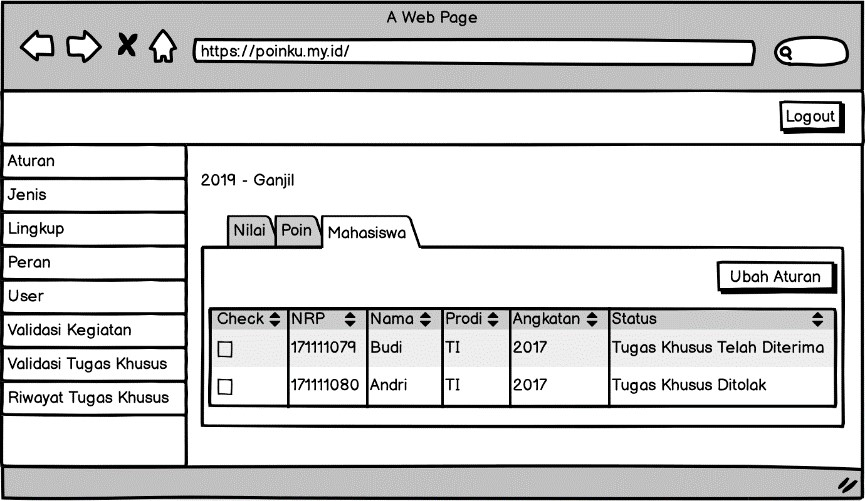 A Web Page
https://poinku.my.id/
Logout
Aturan
Jenis
Lingkup
Peran
User
Validasi Kegiatan
Validasi Tugas Khusus
Riwayat Tugas Khusus
2019 - Ganjil
Nilai Poin Mahasiswa
Ubah Aturan
Check NRP Nama Prodi Angkatan Status
171111079 Budi TI 2017 Tugas Khusus Telah Diterima
171111080 Andri TI 2017 Tugas Khusus Ditolak